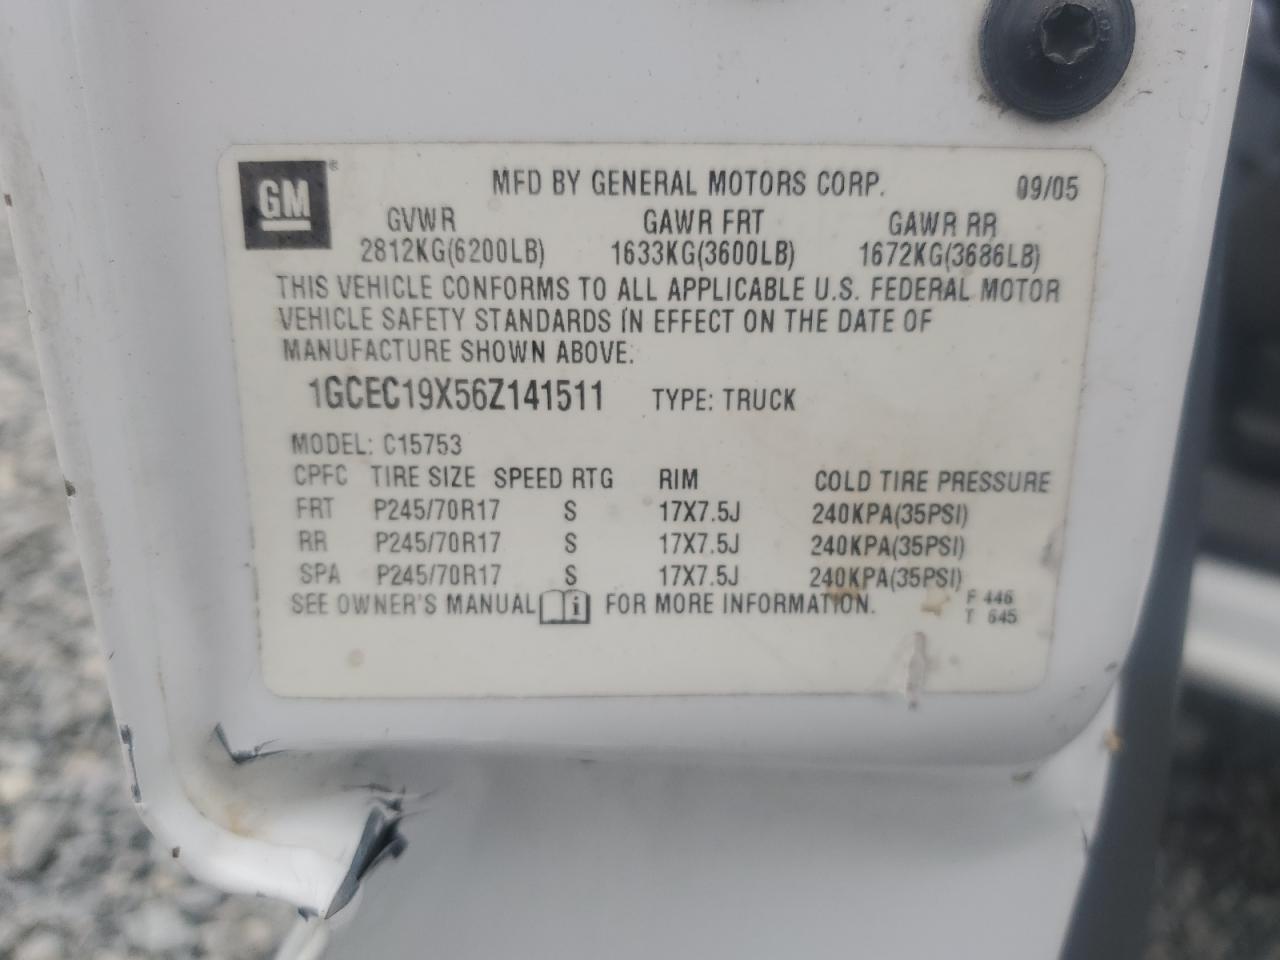 GM ®
MFD BY GENERAL MOTORS CORP. 09/05
GVWR GAWR FRT GAWR RR
2812KG(6200LB) 1633KG(3600LB) 1672KG(3686LB)
THIS VEHICLE CONFORMS TO ALL APPLICABLE U.S. FEDERAL MOTOR
VEHICLE SAFETY STANDARDS IN EFFECT ON THE DATE OF
MANUFACTURE SHOWN ABOVE.
1GCEC19X56Z141511 TYPE: TRUCK
MODEL: C15753
CPFC TIRE SIZE SPEED RTG RIM COLD TIRE PRESSURE
FRT P245/70R17 S 17X7.5J 240KPA(35PSI)
RR P245/70R17 S 17X7.5J 240KPA(35PSI)
SPA P245/70R17 S 17X7.5J 240KPA(35PSI)
SEE OWNER'S MANUAL i FOR MORE INFORMATION.
F 446
T 645